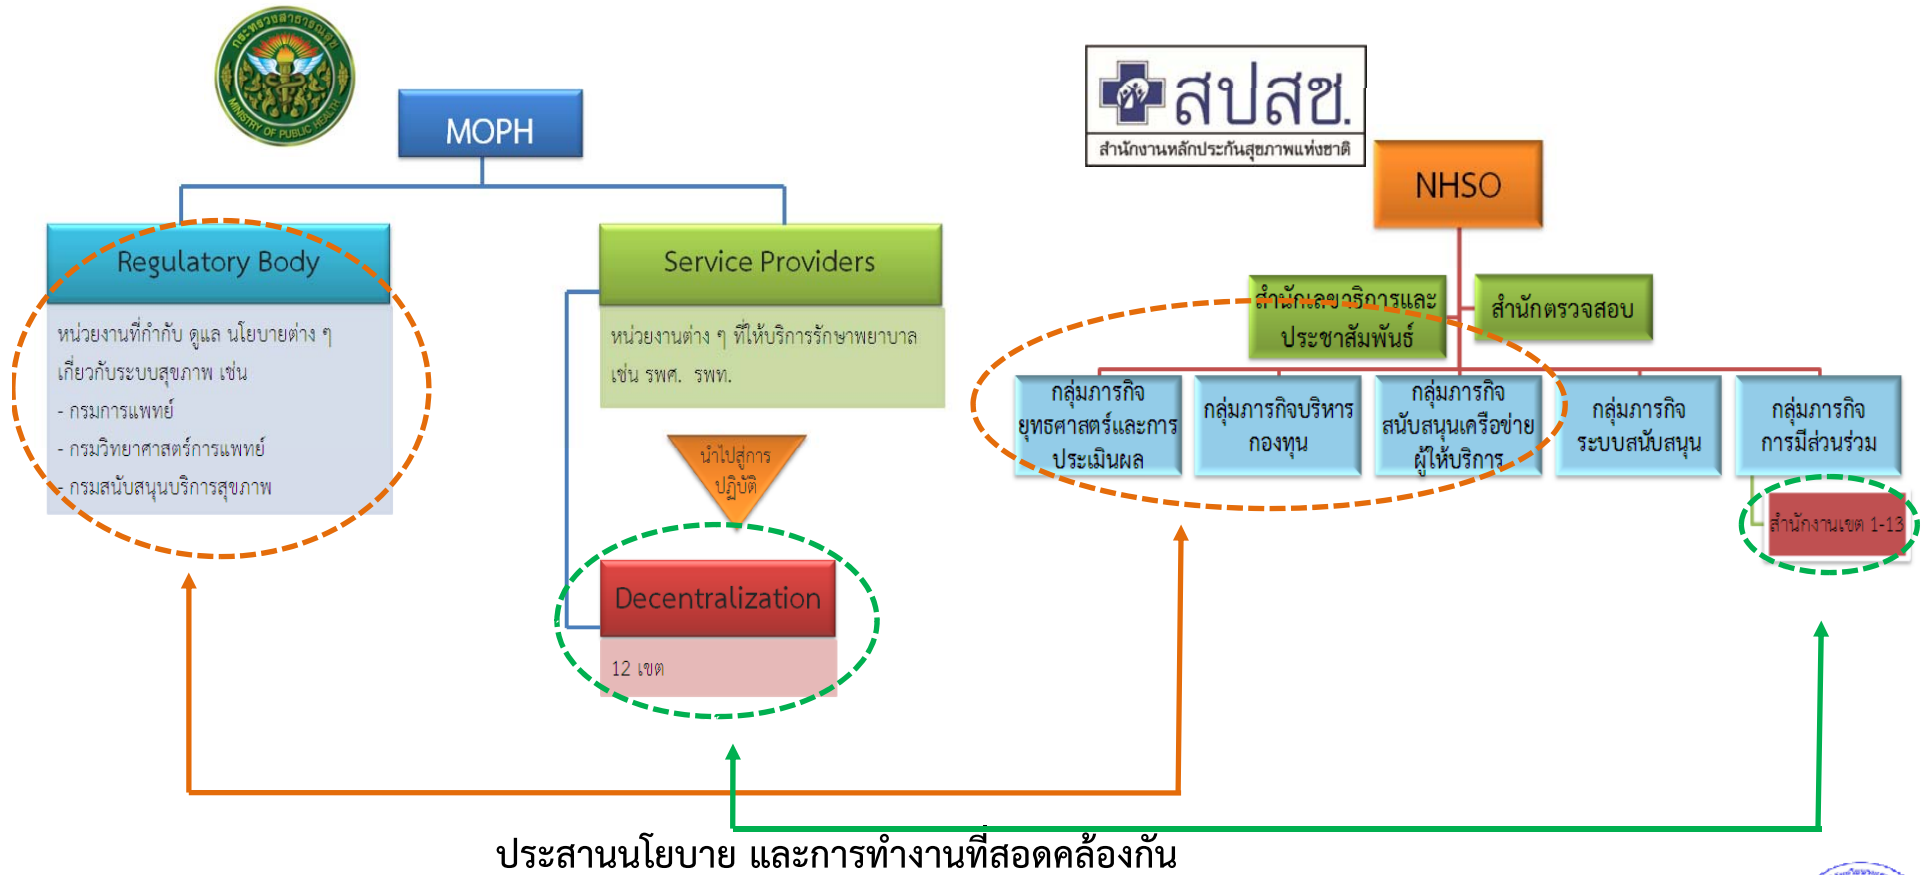 กระทรวงสาธารณสุข
MINISTRY OF PUBLIC HEALTH
MOPH
Regulatory Body
หน่วยงานที่กำกับ ดูแล นโยบายต่าง ๆ
เกี่ยวกับระบบสุขภาพ เช่น
- กรมการแพทย์
- กรมวิทยาศาสตร์การแพทย์
- กรมสนับสนุนบริการสุขภาพ
Service Providers
หน่วยงานต่าง ๆ ที่ให้บริการรักษาพยาบาล
เช่น รพศ. รพท.
นำไปสู่การ
ปฏิบัติ
Decentralization
12 เขต
สปสช.
สำนักงานหลักประกันสุขภาพแห่งชาติ
NHSO
สำนักเลขาธิการและ
ประชาสัมพันธ์
สำนักตรวจสอบ
กลุ่มภารกิจ
ยุทธศาสตร์และการ
ประเมินผล
กลุ่มภารกิจบริหาร
กองทุน
กลุ่มภารกิจ
สนับสนุนเครือข่าย
ผู้ให้บริการ
กลุ่มภารกิจ
ระบบสนับสนุน
กลุ่มภารกิจ
การมีส่วนร่วม
สำนักงานเขต 1-13
ประสานนโยบาย และการทำงานที่สอดคล้องกัน